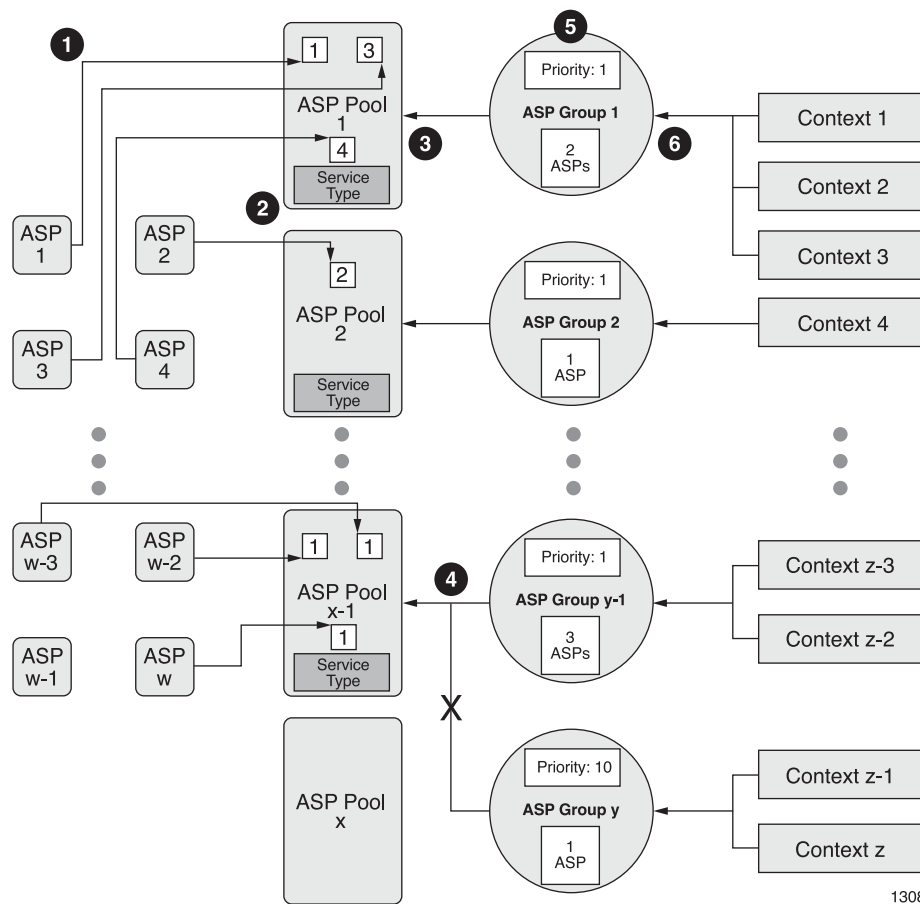 1
5
1
3
Priority: 1
ASP Pool
1
ASP Group 1
Context 1
3
6
4
2
ASPs
Service
Type
Context 2
2
ASP
1
ASP
2
Context 3
2
Priority: 1
ASP Pool
2
ASP Group 2
Context 4
ASP
3
ASP
4
1
ASP
Service
Type
ASP
w-3
ASP
w-2
1
1
Priority: 1
Context z-3
4
ASP Pool
x-1
ASP Group y-1
1
3
ASPs
Context z-2
ASP
w-1
ASP
w
Service
Type
X
Priority: 10
Context z-1
ASP Pool
x
ASP Group y
1
ASP
Context z
1308